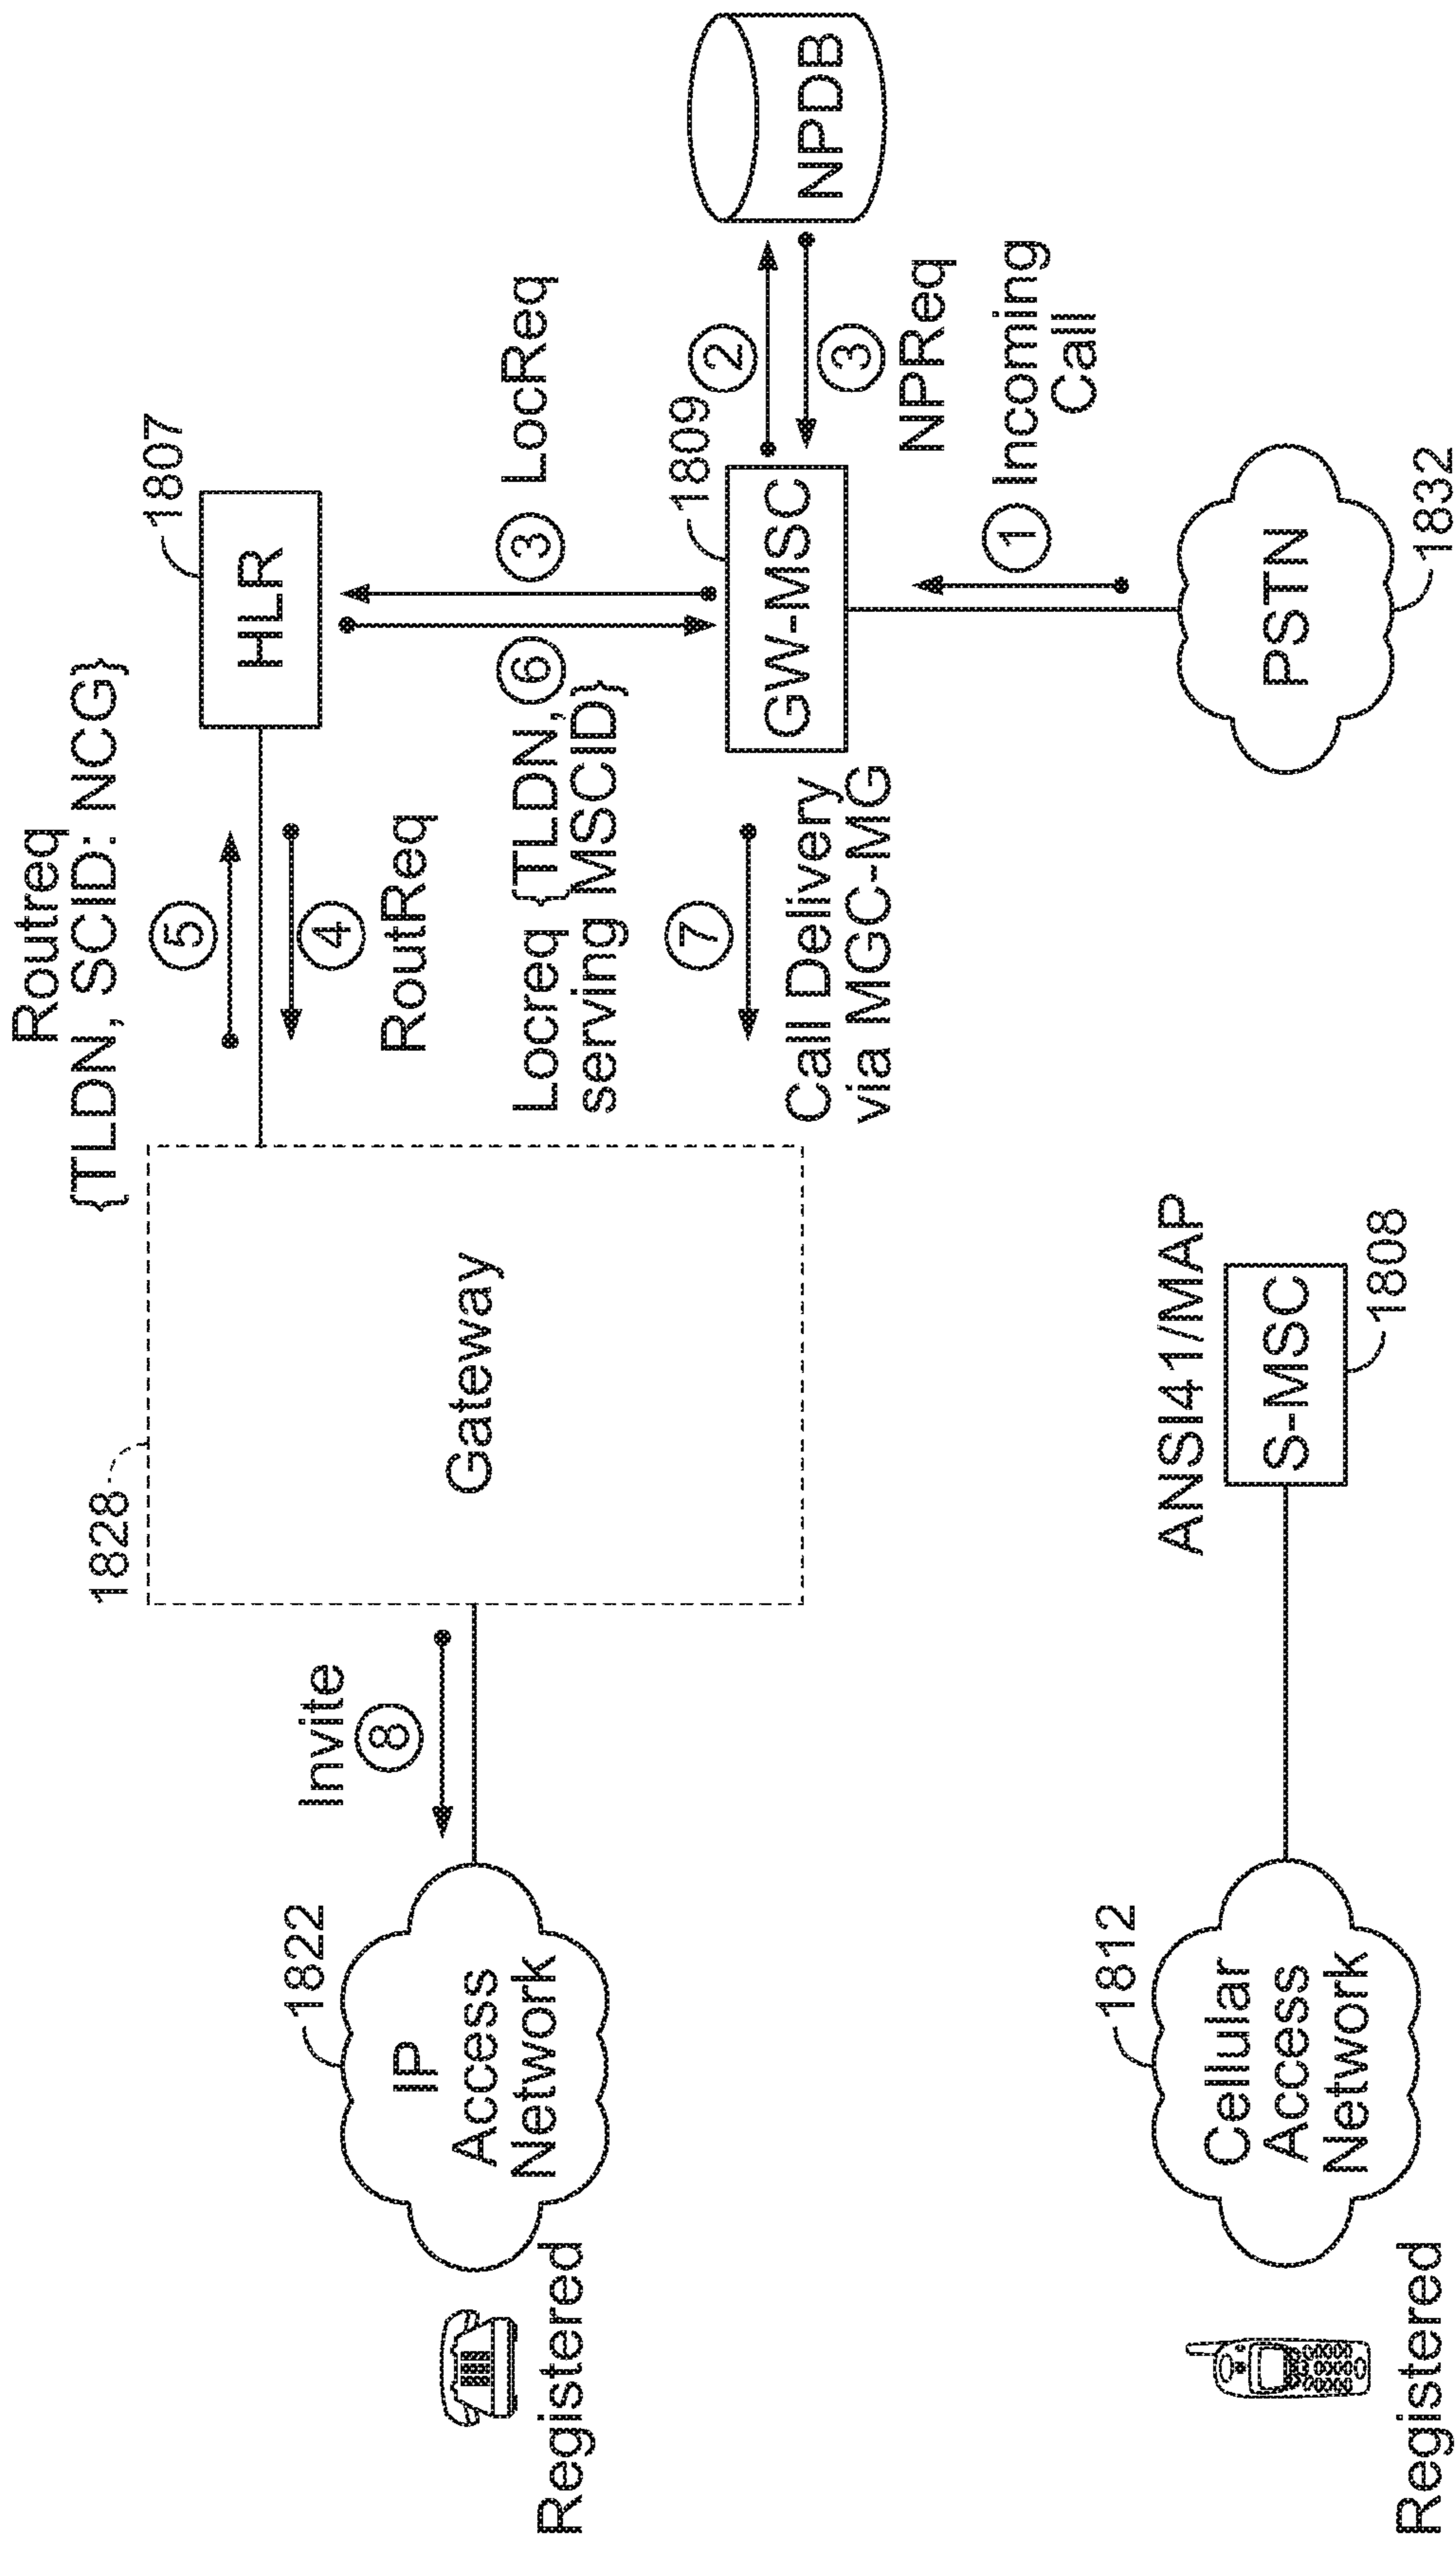 Routreq
{TLDN, SCID: NCG}
5
4
RoutReq
1807
HLR
3
LocReq
6
Locreq {TLDN,
serving MSCID}
1828
Gateway
Invite
8
1822
IP
Access
Network
Registered
7
Call Delivery
via MGC-MG
1809
GW-MSC
2
3
NPReq
NPDB
1
Incoming
Call
PSTN
1832
ANSI41/MAP
S-MSC
1808
1812
Cellular
Access
Network
Registered